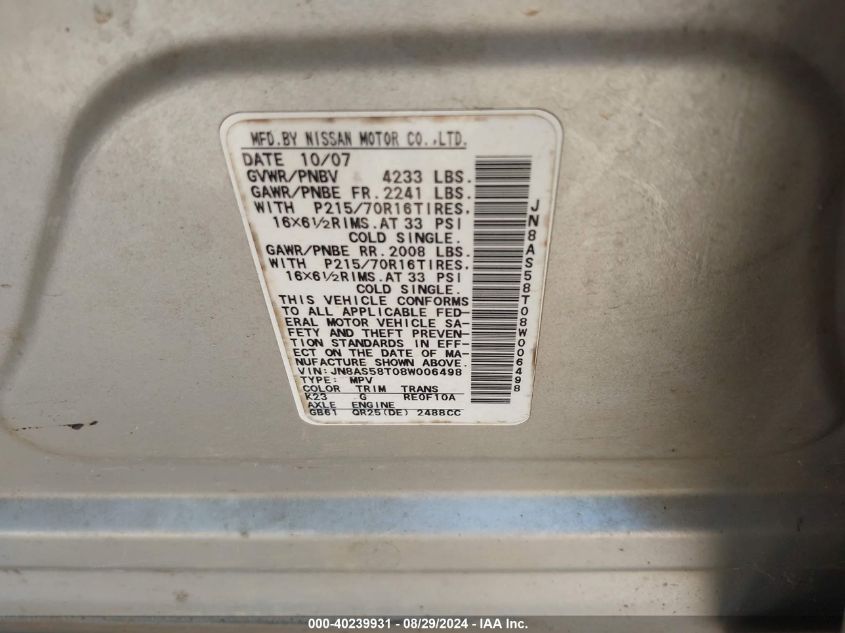 MFD.BY NISSAN MOTOR CO.,LTD.
DATE 10/07
GVWR/PNBV 4233 LBS.
GAWR/PNBE FR.2241 LBS.
WITH P215/70R16TIRES,
16X6½RIMS.AT 33 PSI
COLD SINGLE.
GAWR/PNBE RR.2008 LBS.
WITH P215/70R16TIRES,
16X6½RIMS.AT 33 PSI
COLD SINGLE.
THIS VEHICLE CONFORMS
TO ALL APPLICABLE FED-
ERAL MOTOR VEHICLE SA-
FETY AND THEFT PREVEN-
TION STANDARDS IN EFF-
ECT ON THE DATE OF MA-
NUFACTURE SHOWN ABOVE.
VIN: JN8AS58T08W006498
TYPE: MPV
COLOR TRIM TRANS
K23 G RE0F10A
AXLE ENGINE
GB61 QR25(DE) 2488CC
JN8AS58T08W006498
000-40239931 - 08/29/2024 - IAA Inc.